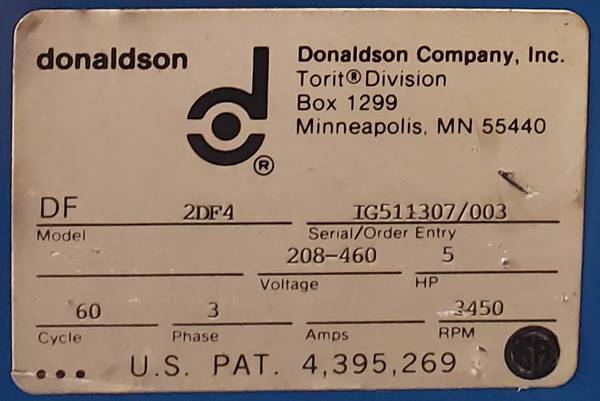 donaldson
Donaldson Company, Inc.
Torit® Division
Box 1299
Minneapolis, MN 55440
®
DF 2DF4 IG511307/003
Model Serial/Order Entry
208-460 5
Voltage HP
60 3 3450
Cycle Phase Amps RPM
U.S. PAT. 4,395,269